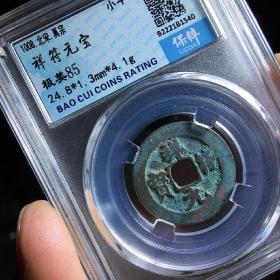 1008.北宋.真宗
小平
祥符元宝
极美85
24.8*1.3mm*4.1g
BAO CUI COINS RATING
B2221B1540
保粹